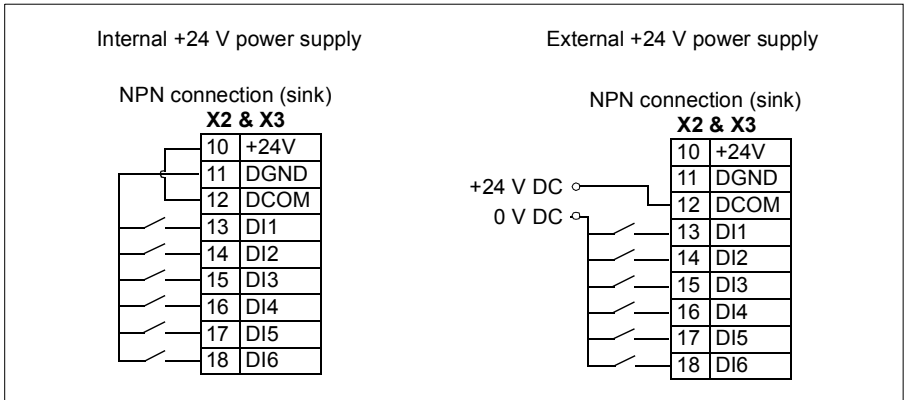 Internal +24 V power supply
NPN connection (sink)
X2 & X3
10 +24V
11 DGND
12 DCOM
13 DI1
14 DI2
15 DI3
16 DI4
17 DI5
18 DI6
External +24 V power supply
NPN connection (sink)
X2 & X3
10 +24V
11 DGND
+24 V DC
12 DCOM
0 V DC
13 DI1
14 DI2
15 DI3
16 DI4
17 DI5
18 DI6